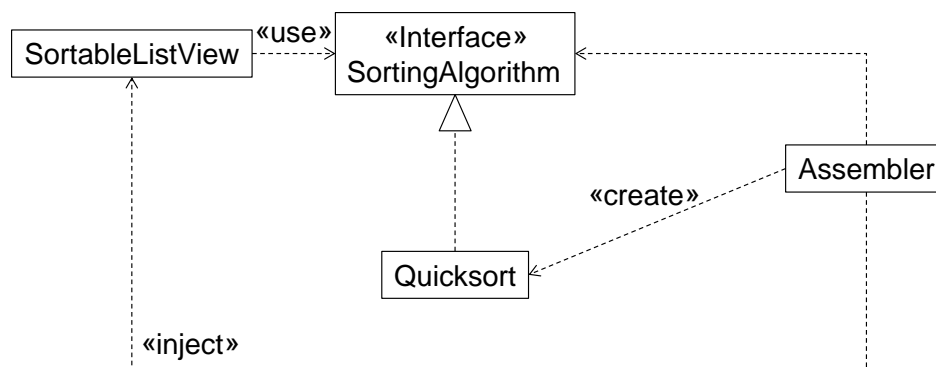 «use»
«Interface»
SortableListView
SortingAlgorithm
Assembler
«create»
Quicksort
«inject»